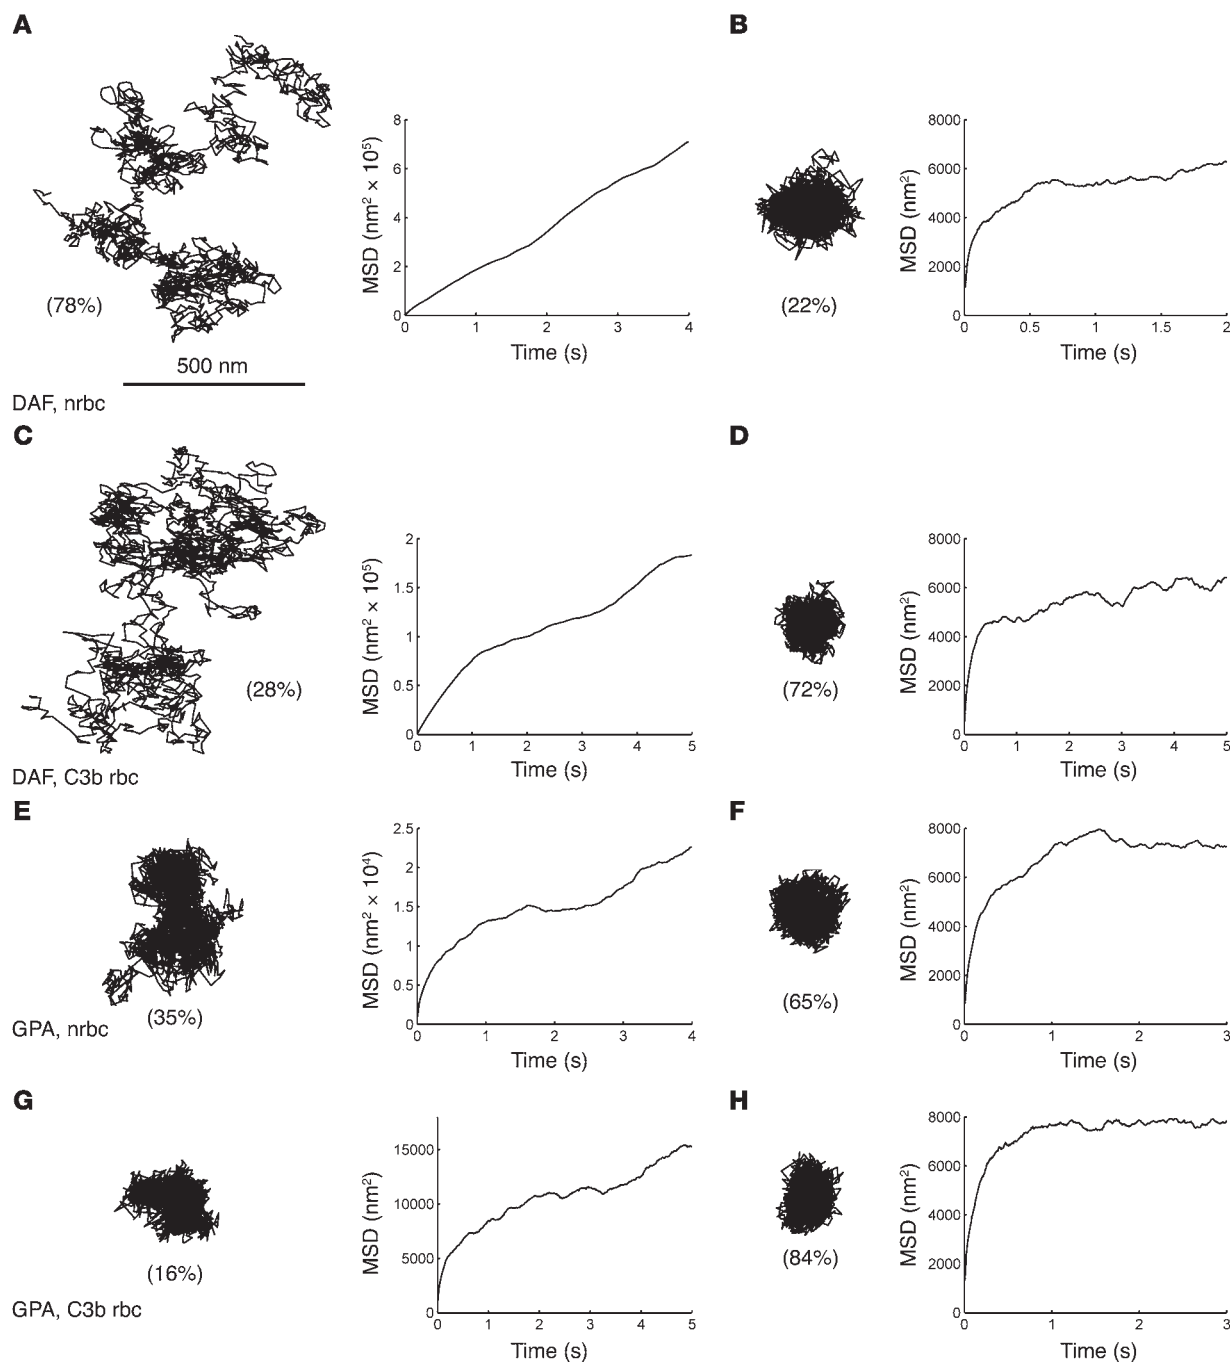 A
(78%)
500 nm
DAF, nrbc
MSD (nm² × 10⁵)
8
6
4
2
0
0 1 2 3 4
Time (s)
B
(22%)
MSD (nm²)
8000
6000
4000
2000
0
0 0.5 1 1.5 2
Time (s)
C
(28%)
DAF, C3b rbc
MSD (nm² × 10⁵)
2
1.5
1
0.5
0
0 1 2 3 4 5
Time (s)
D
(72%)
MSD (nm²)
8000
6000
4000
2000
0
0 1 2 3 4 5
Time (s)
E
(35%)
GPA, nrbc
MSD (nm² × 10⁴)
2.5
2
1.5
1
0.5
0
0 1 2 3 4
Time (s)
F
(65%)
MSD (nm²)
8000
6000
4000
2000
0
0 1 2 3
Time (s)
G
(16%)
GPA, C3b rbc
MSD (nm²)
15000
10000
5000
0
0 1 2 3 4 5
Time (s)
H
(84%)
MSD (nm²)
8000
6000
4000
2000
0
0 1 2 3
Time (s)